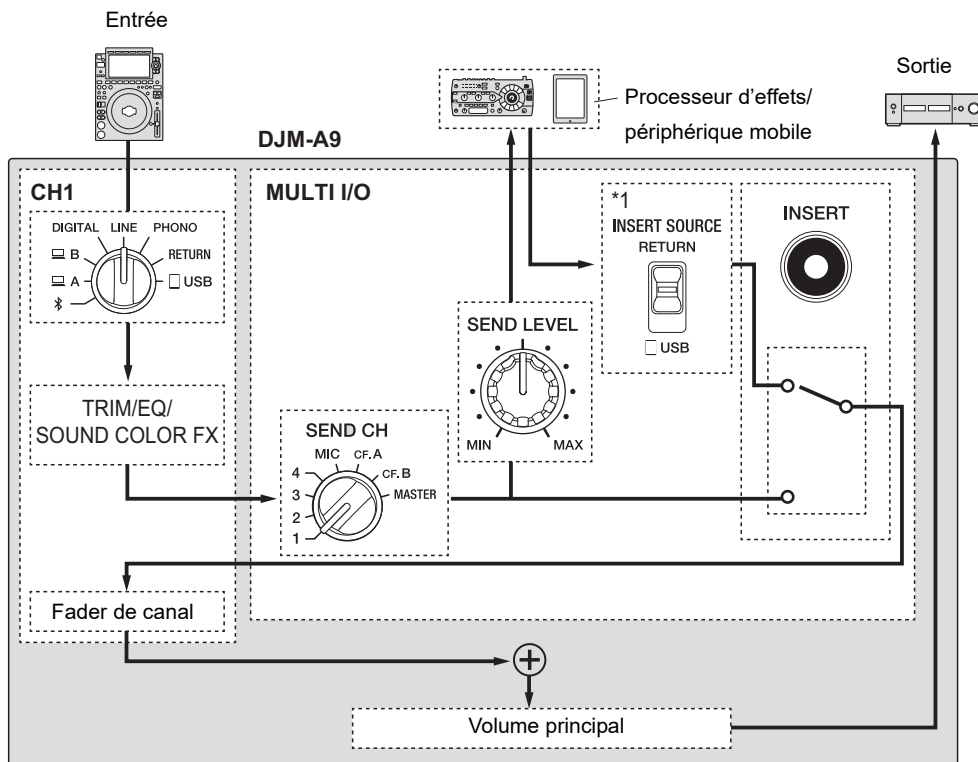 Entrée
Sortie
Processeur d'effets/
périphérique mobile
DJM-A9
CH1
DIGITAL LINE PHONO
B
RETURN
A
USB
TRIM/EQ/
SOUND COLOR FX
Fader de canal
MULTI I/O
SEND CH
MIC CF. A
4
CF. B
3
MASTER
2
1
SEND LEVEL
MIN MAX
*1
INSERT SOURCE
RETURN
USB
INSERT
+
Volume principal